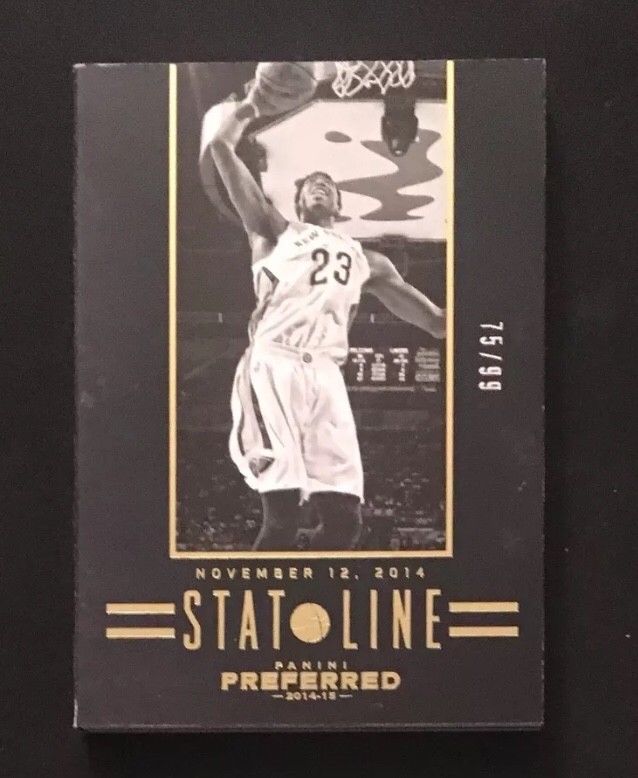 23
75/99
NOVEMBER 12, 2014
STAT LINE
PANINI
PREFERRED
2014-15